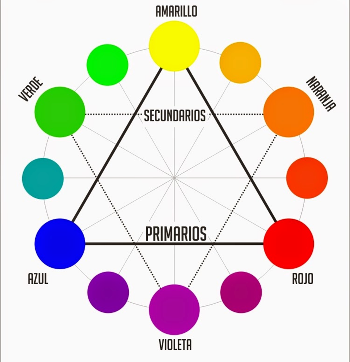 AMARILLO
VERDE
NARANJA
SECUNDARIOS
PRIMARIOS
AZUL
ROJO
VIOLETA